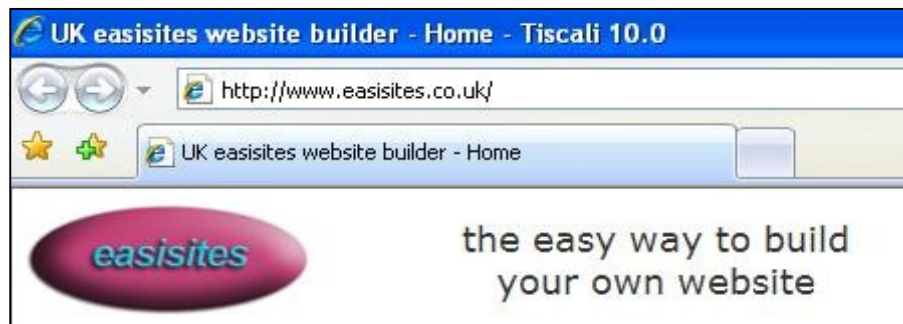 UK easisites website builder - Home - Tiscali 10.0
http://www.easisites.co.uk/
UK easisites website builder - Home
easisites
the easy way to build
your own website